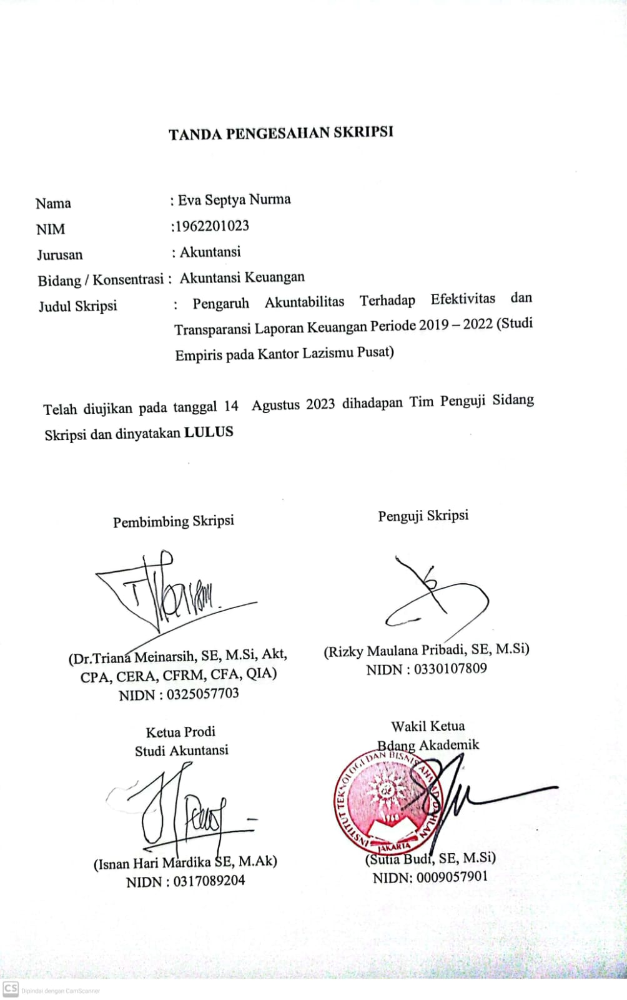 TANDA PENGESAHAN SKRIPSI
Nama : Eva Septya Nurma
NIM :1962201023
Jurusan : Akuntansi
Bidang / Konsentrasi : Akuntansi Keuangan
Judul Skripsi : Pengaruh Akuntabilitas Terhadap Efektivitas dan
Transparansi Laporan Keuangan Periode 2019 – 2022 (Studi
Empiris pada Kantor Lazismu Pusat)
Telah diujikan pada tanggal 14 Agustus 2023 dihadapan Tim Penguji Sidang
Skripsi dan dinyatakan LULUS
Pembimbing Skripsi
(Dr.Triana Meinarsih, SE, M.Si, Akt,
CPA, CERA, CFRM, CFA, QIA)
NIDN : 0325057703
Penguji Skripsi
(Rizky Maulana Pribadi, SE, M.Si)
NIDN : 0330107809
Ketua Prodi
Studi Akuntansi
(Isnan Hari Mardika SE, M.Ak)
NIDN : 0317089204
Wakil Ketua
Bdang Akademik
INSTITUT TEKNOLOGI DAN BISNIS AHMAD DAHLAN
1968
JAKARTA
(Sutia Budi, SE, M.Si)
NIDN: 0009057901
CS Dipindai dengan CamScanner